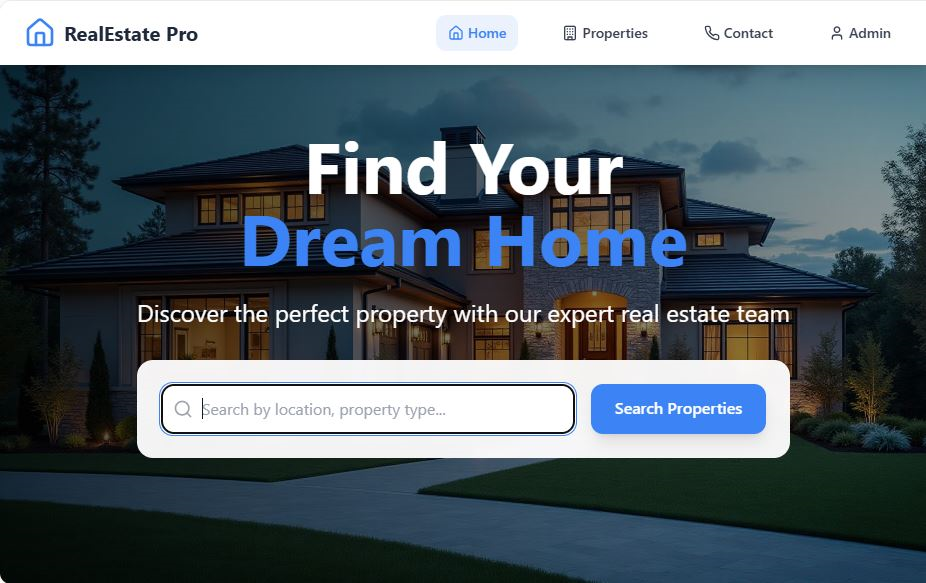 RealEstate Pro
Home
Properties
Contact
Admin
Find Your
Dream Home
Discover the perfect property with our expert real estate team
Search by location, property type...
Search Properties